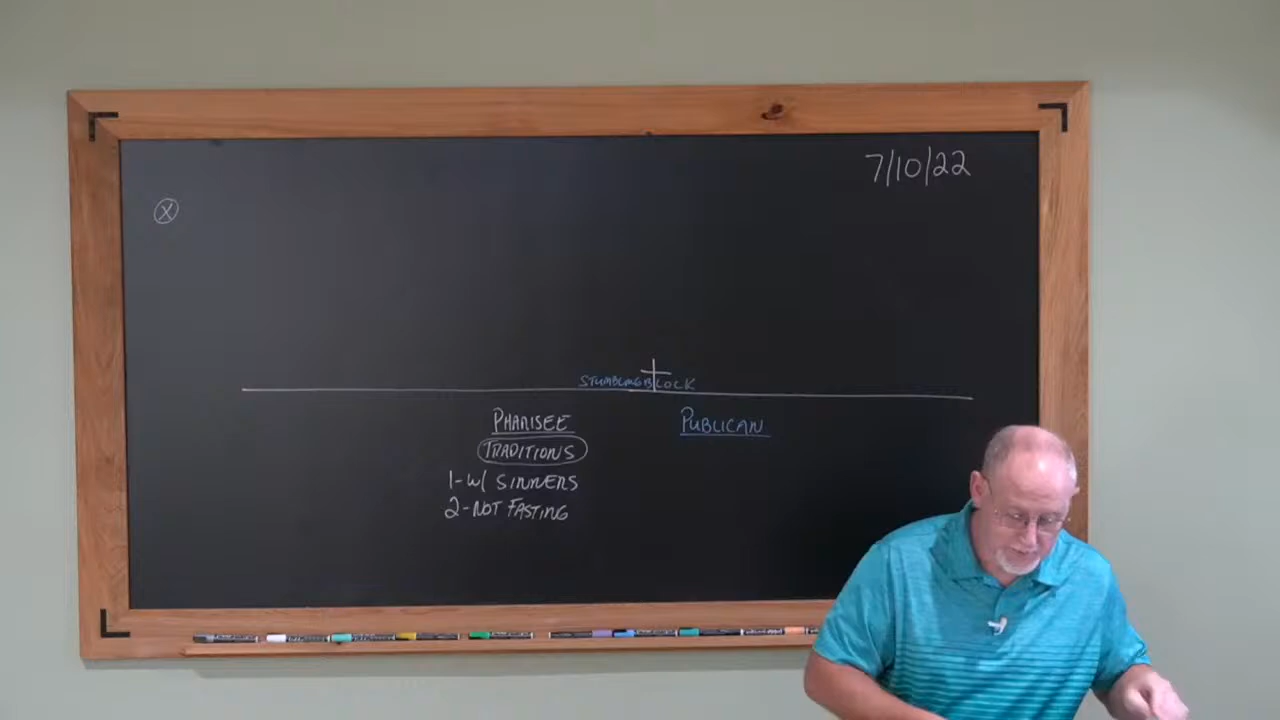 7/10/22
X
STUMBLINGBLOCK
PHARISEE
PUBLICAN
TRADITIONS
1-W/ SINNERS
2-NOT FASTING